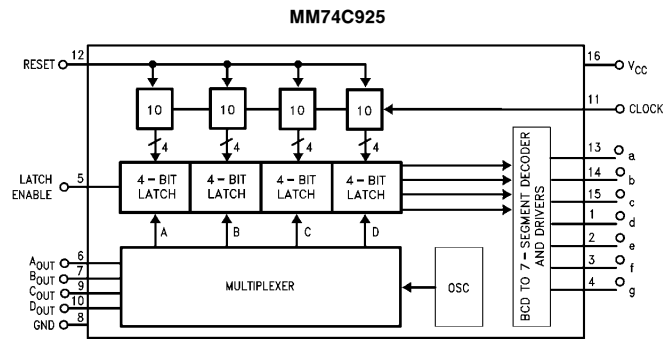 MM74C925
RESET 12
16 VCC
10 10 10 10
11 CLOCK
4 4 4 4
LATCH
ENABLE
5
4-BIT
LATCH
4-BIT
LATCH
4-BIT
LATCH
4-BIT
LATCH
A B C D
MULTIPLEXER
OSC
BCD TO 7-SEGMENT DECODER
AND DRIVERS
13 a
14 b
15 c
1 d
2 e
3 f
4 g
AOUT 6
BOUT 7
COUT 9
DOUT 10
GND 8